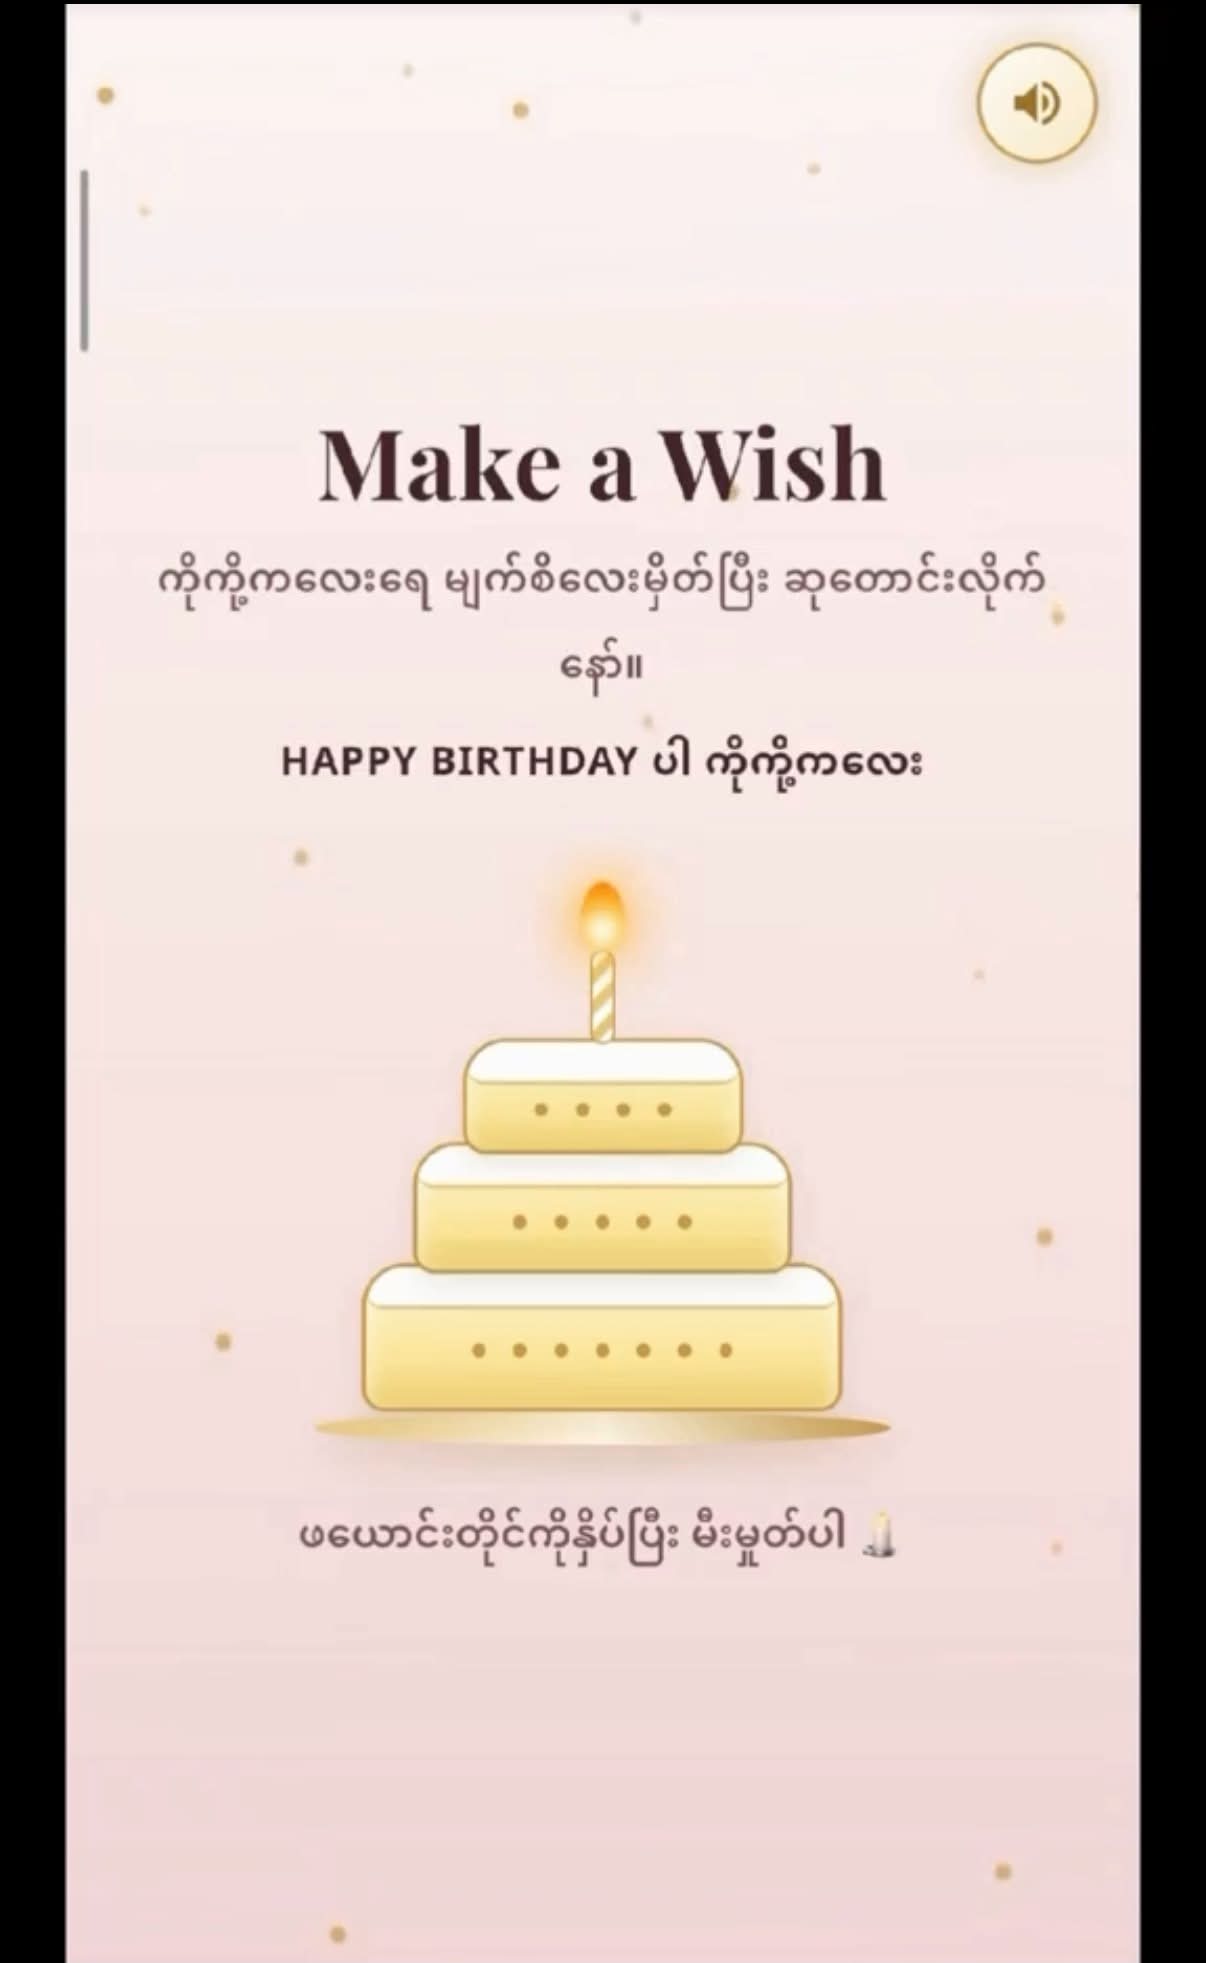 Make a Wish
ကိုကို့ကလေးရေ မျက်စိလေးမှိတ်ပြီး ဆုတောင်းလိုက်
နော်။
HAPPY BIRTHDAY ပါ ကိုကို့ကလေး
ဖယောင်းတိုင်ကိုနှိပ်ပြီး မီးမှုတ်ပါ 🕯️